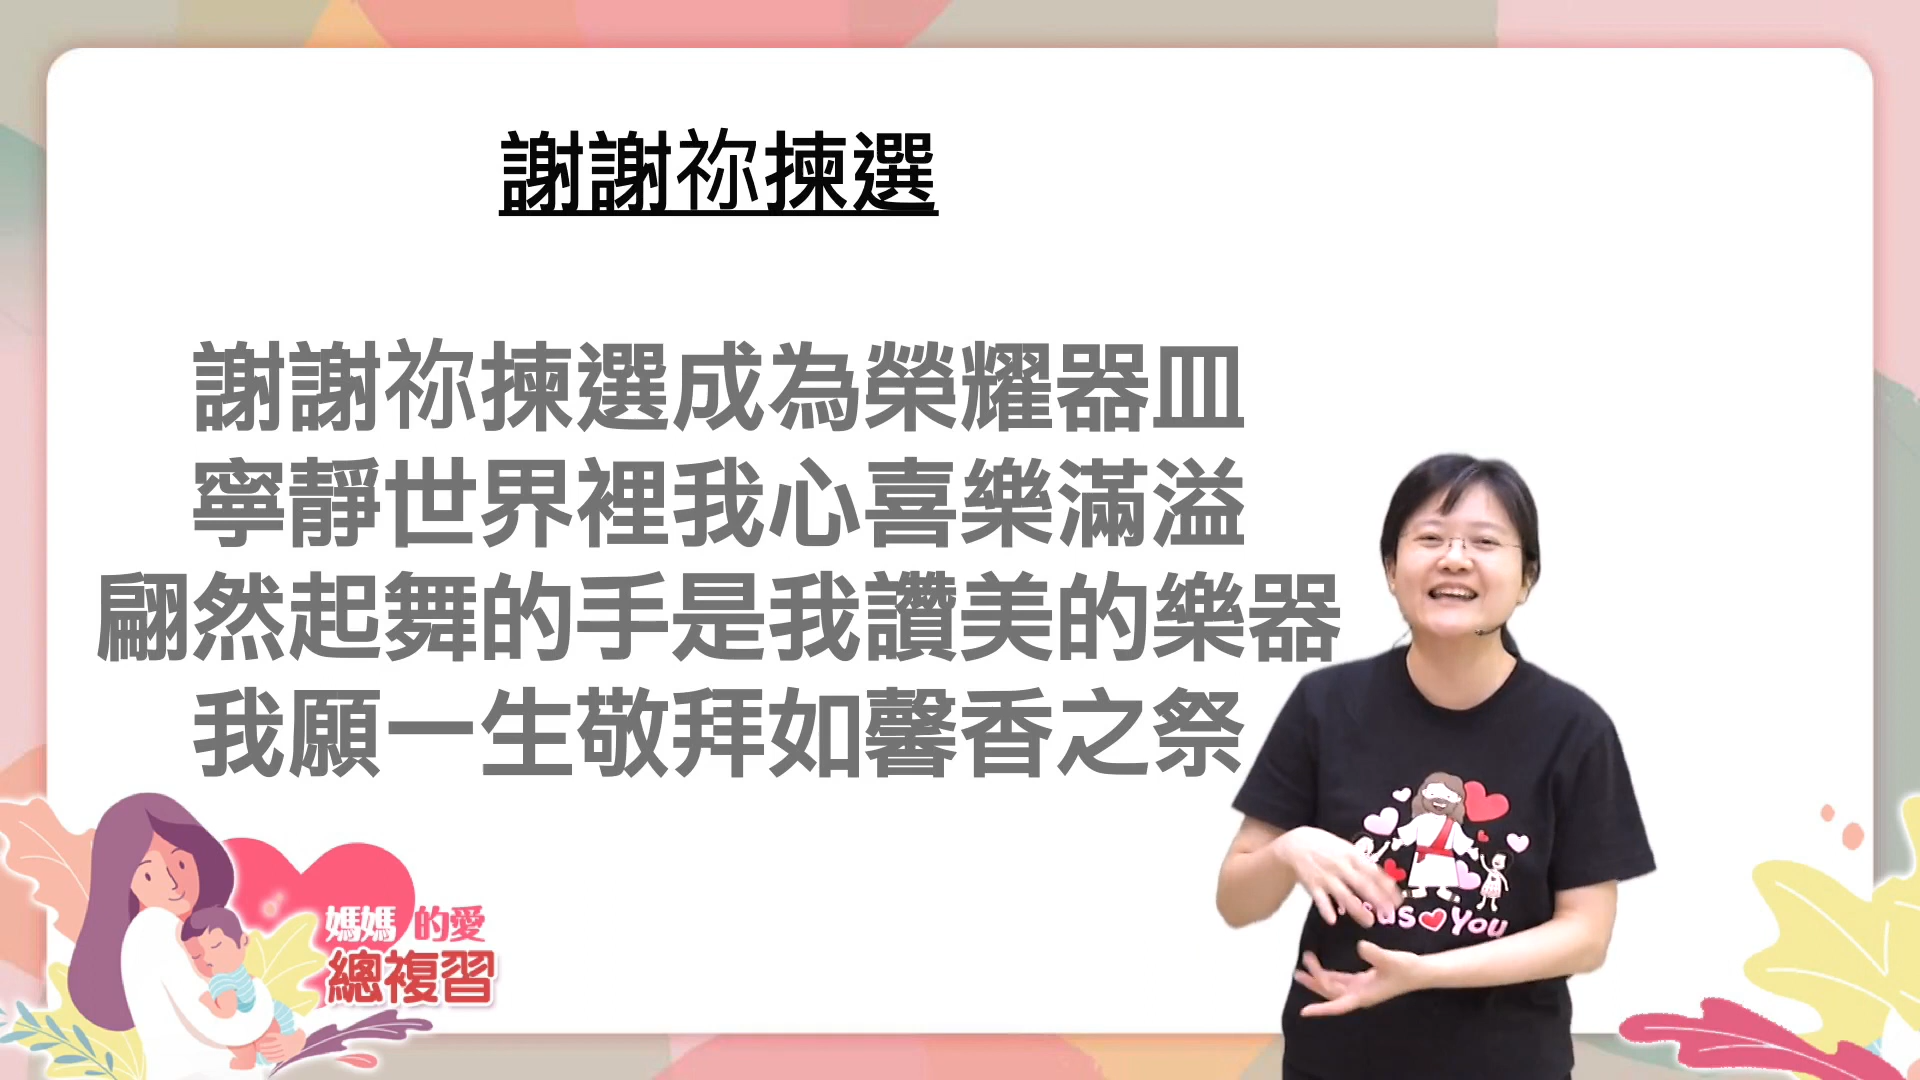 謝謝祢揀選
謝謝祢揀選成為榮耀器皿
寧靜世界裡我心喜樂滿溢
翩然起舞的手是我讚美的樂器
我願一生敬拜如馨香之祭
媽媽的愛
總複習
You